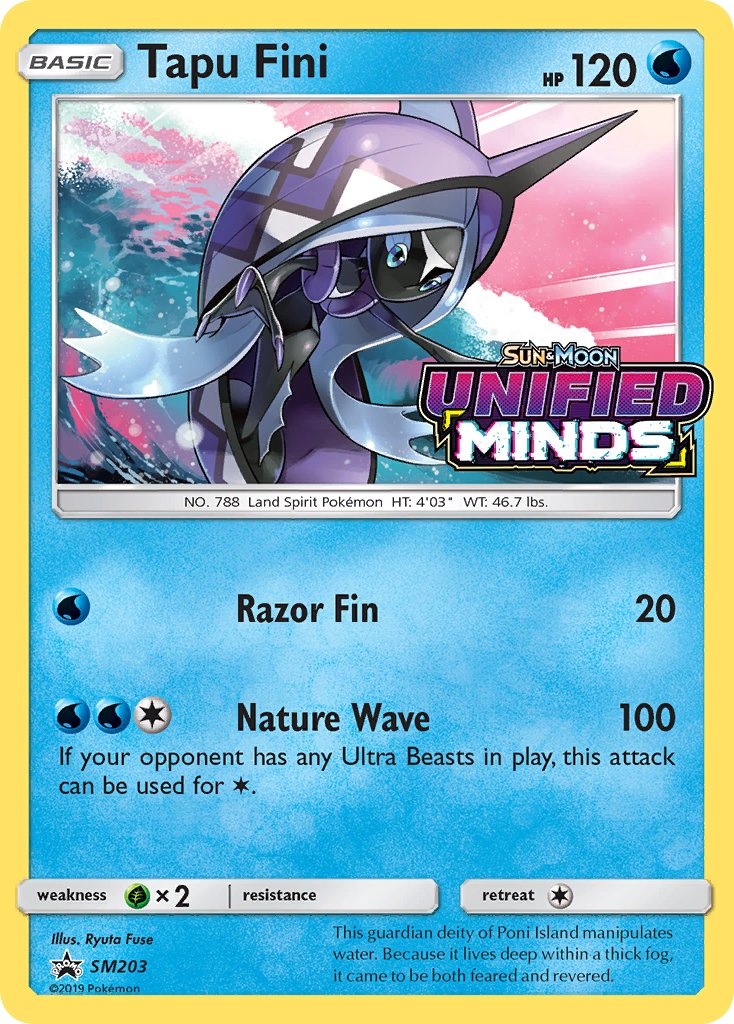 BASIC Tapu Fini HP 120
SUN & MOON
UNIFIED
MINDS
NO. 788 Land Spirit Pokémon HT: 4'03" WT: 46.7 lbs.
Razor Fin 20
Nature Wave 100
If your opponent has any Ultra Beasts in play, this attack
can be used for .
weakness ×2 resistance retreat
Illus. Ryuta Fuse
PROMO SM203
©2019 Pokémon
This guardian deity of Poni Island manipulates
water. Because it lives deep within a thick fog,
it came to be both feared and revered.